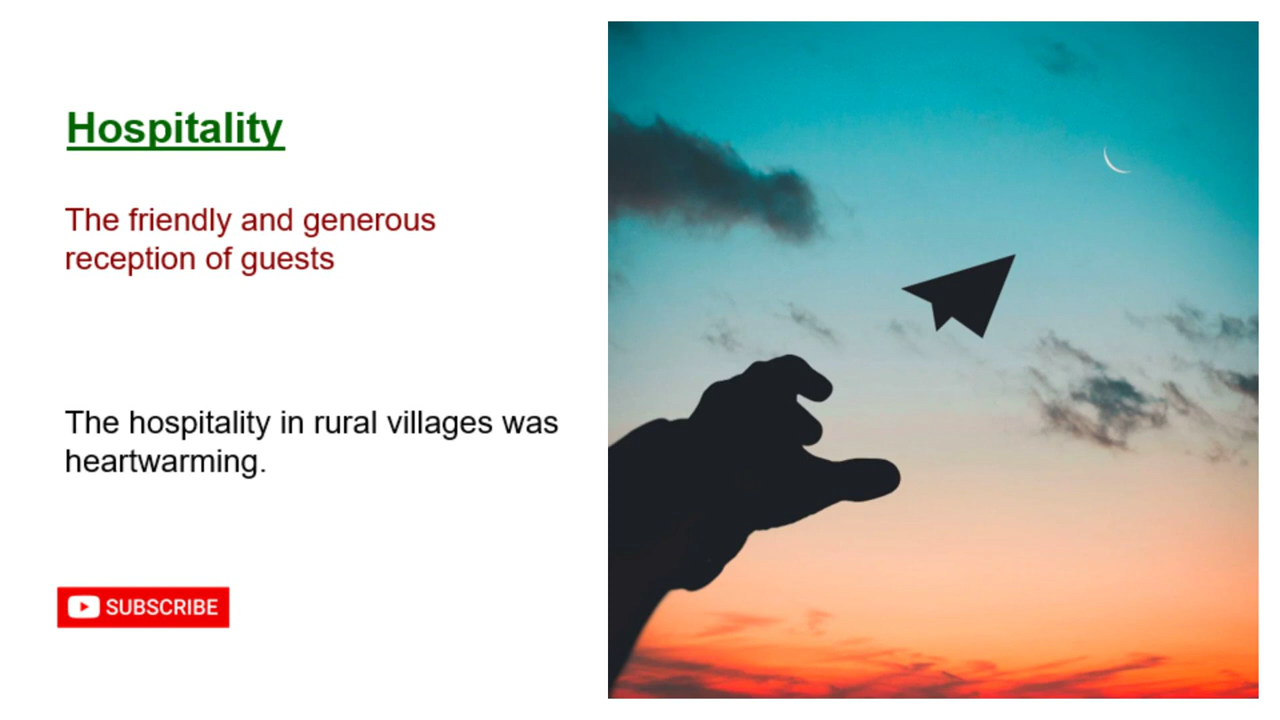 Hospitality
The friendly and generous
reception of guests
The hospitality in rural villages was
heartwarming.
SUBSCRIBE